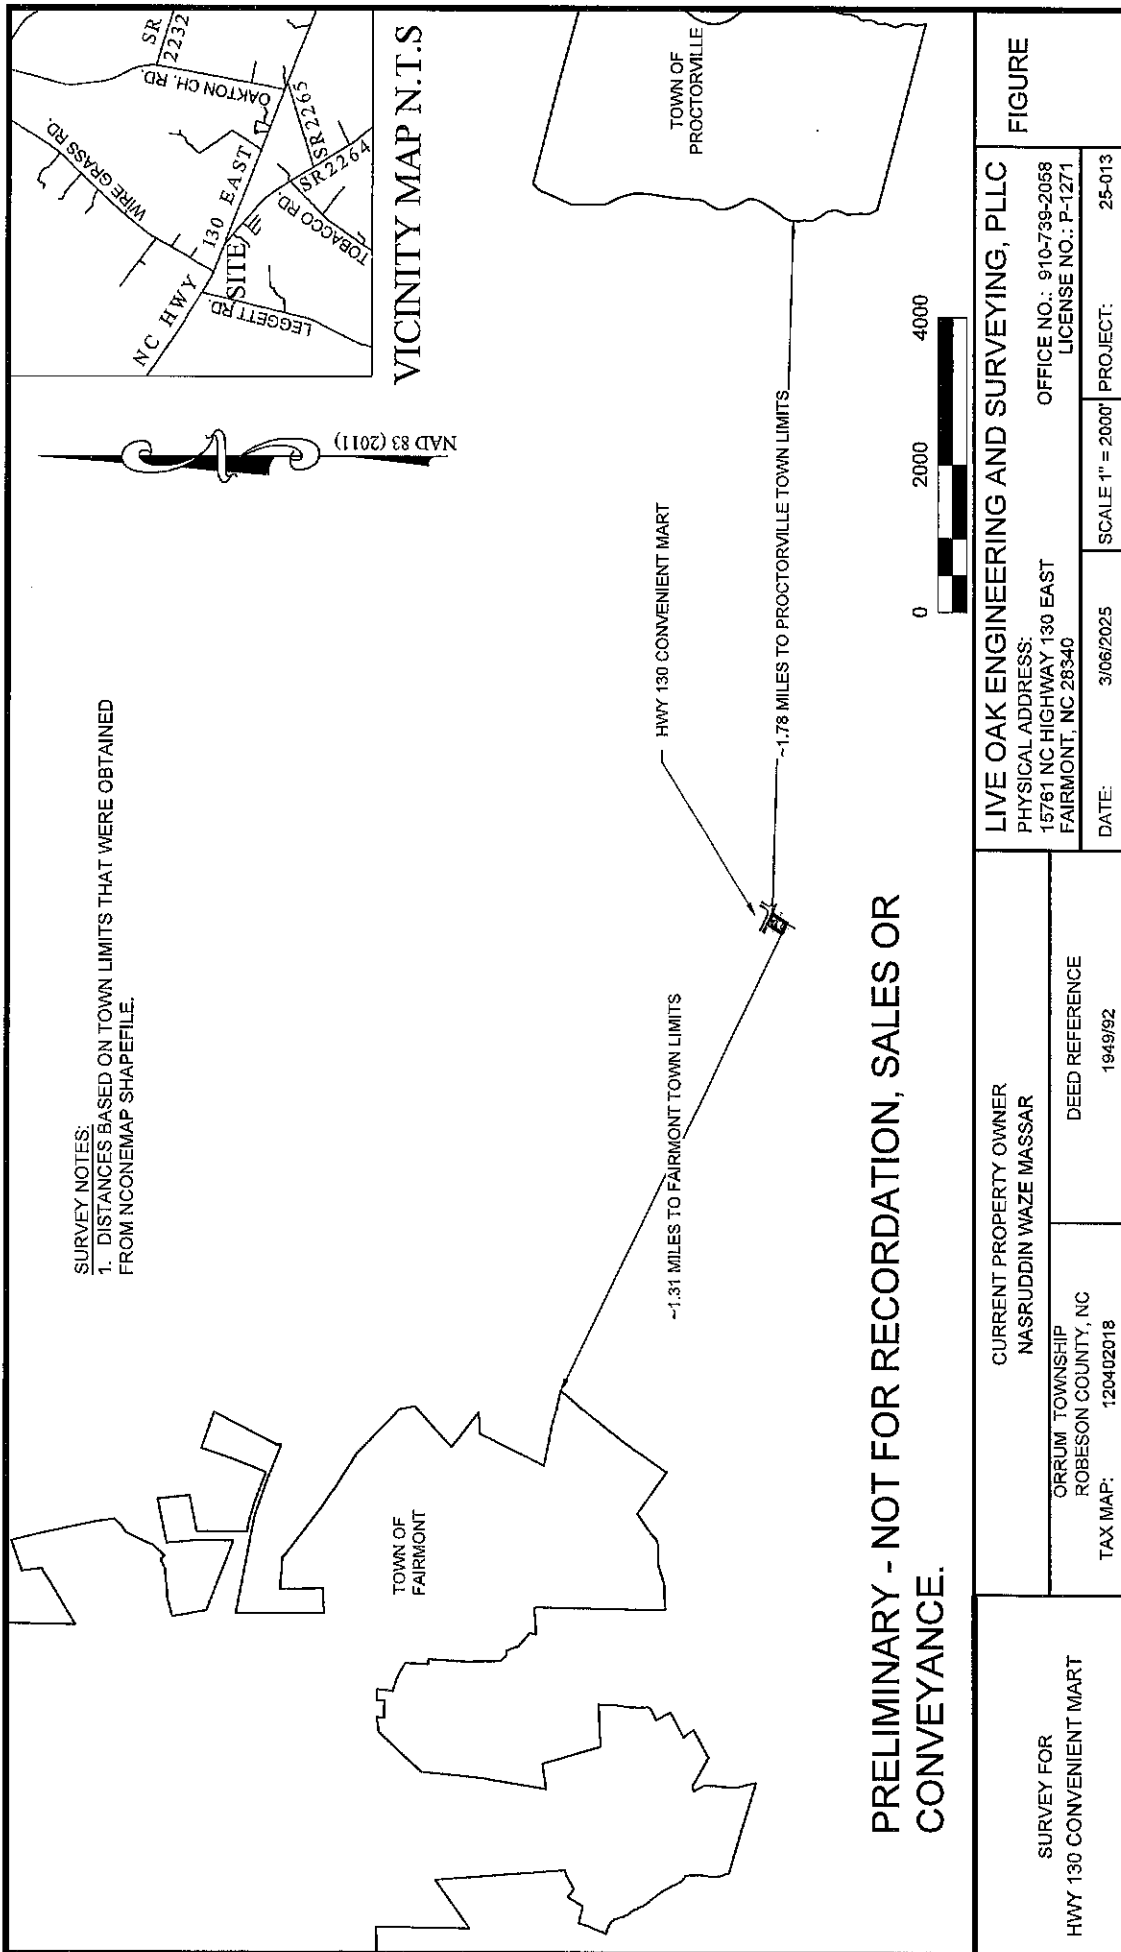 SURVEY NOTES:
1. DISTANCES BASED ON TOWN LIMITS THAT WERE OBTAINED
FROM NCONEMAP SHAPEFILE.
NAD 83 (2011)
SR
2232
OAKTON CH. RD.
WIRE GRASS RD.
NC HWY 130 EAST
SR 2265
SR 2264
SITE
TOBACCO RD.
LEGGETT RD.
VICINITY MAP N.T.S
TOWN OF
FAIRMONT
TOWN OF
PROCTORVILLE
HWY 130 CONVENIENT MART
~1.31 MILES TO FAIRMONT TOWN LIMITS
~1.78 MILES TO PROCTORVILLE TOWN LIMITS
0 2000 4000
PRELIMINARY - NOT FOR RECORDATION, SALES OR
CONVEYANCE.
SURVEY FOR
HWY 130 CONVENIENT MART
CURRENT PROPERTY OWNER
NASRUDDIN WAZE MASSAR
ORRUM TOWNSHIP
ROBESON COUNTY, NC
TAX MAP: 120402018
DEED REFERENCE
1949/92
LIVE OAK ENGINEERING AND SURVEYING, PLLC
PHYSICAL ADDRESS:
15761 NC HIGHWAY 130 EAST
FAIRMONT, NC 28340
OFFICE NO.: 910-739-2058
LICENSE NO.: P-1271
DATE: 3/06/2025
SCALE 1" = 2000'
PROJECT: 25-013
FIGURE